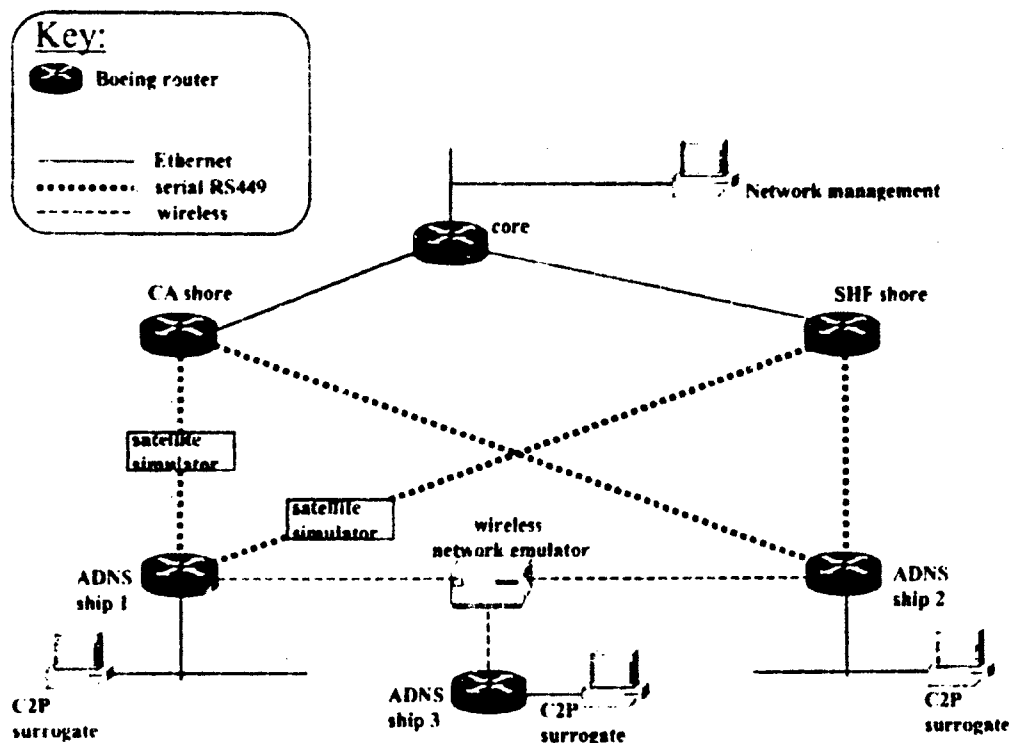 Key:
Boeing router
Ethernet
serial RS449
wireless
Network management
core
CA shore
SHF shore
satellite
simulator
satellite
simulator
wireless
network emulator
ADNS
ship 1
ADNS
ship 2
C2P
surrogate
ADNS
ship 3
C2P
surrogate
C2P
surrogate